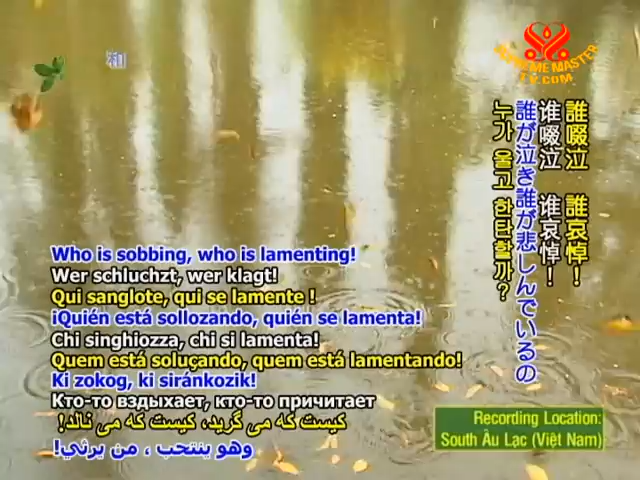 和
SUPREME MASTER
TV.COM
誰啜泣 誰哀悼！
谁啜泣 谁哀悼！
誰が泣き誰が悲しんでいるの
누가 울고 한탄할까?
Who is sobbing, who is lamenting!
Wer schluchzt, wer klagt!
Qui sanglote, qui se lamente !
¡Quién está sollozando, quién se lamenta!
Chi singhiozza, chi si lamenta!
Quem está soluçando, quem está lamentando!
Ki zokog, ki siránkozik!
Кто-то вздыхает, кто-то причитает
کیست که می گرید، کیست که می نالد!
وهو ينتحب ، من يرثي!
Recording Location:
South Âu Lạc (Việt Nam)